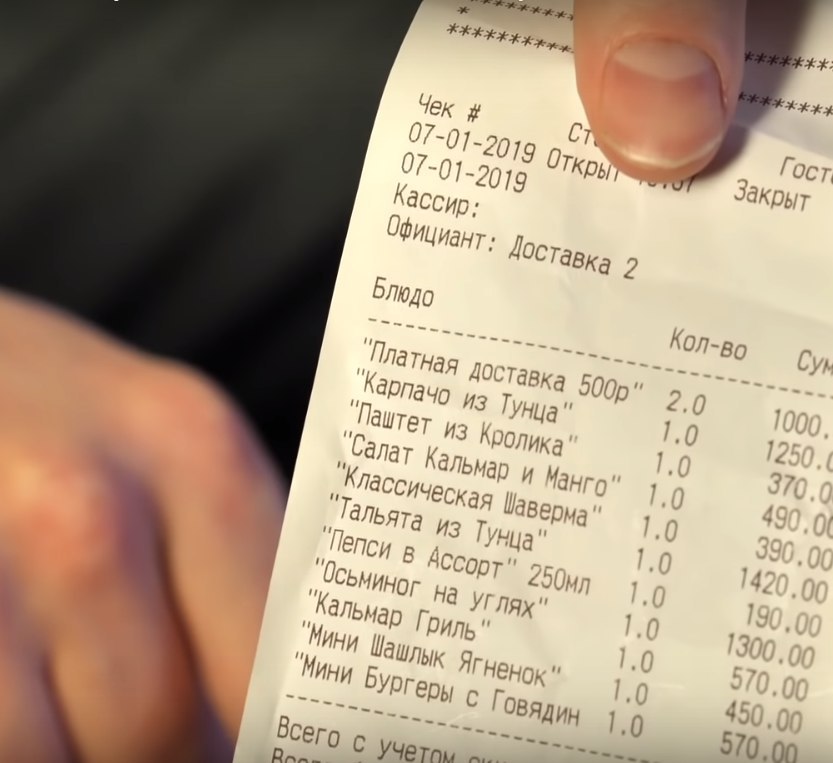 *
Чек #
07-01-2019 Открыт Закрыт
07-01-2019
Кассир:
Официант: Доставка 2
Блюдо Кол-во
"Платная доставка 500р" 2.0 1000.
"Карпачо из Тунца" 1.0 1250.0
"Паштет из Кролика" 1.0 370.0
"Салат Кальмар и Манго" 1.0 490.00
"Классическая Шаверма" 1.0 390.00
"Тальята из Тунца" 1.0 1420.00
"Пепси в Ассорт" 250мл 1.0 190.00
"Осьминог на углях" 1.0 1300.00
"Кальмар Гриль" 1.0 570.00
"Мини Шашлык Ягненок" 1.0 450.00
"Мини Бургеры с Говядин 1.0 570.00
Всего с учетом